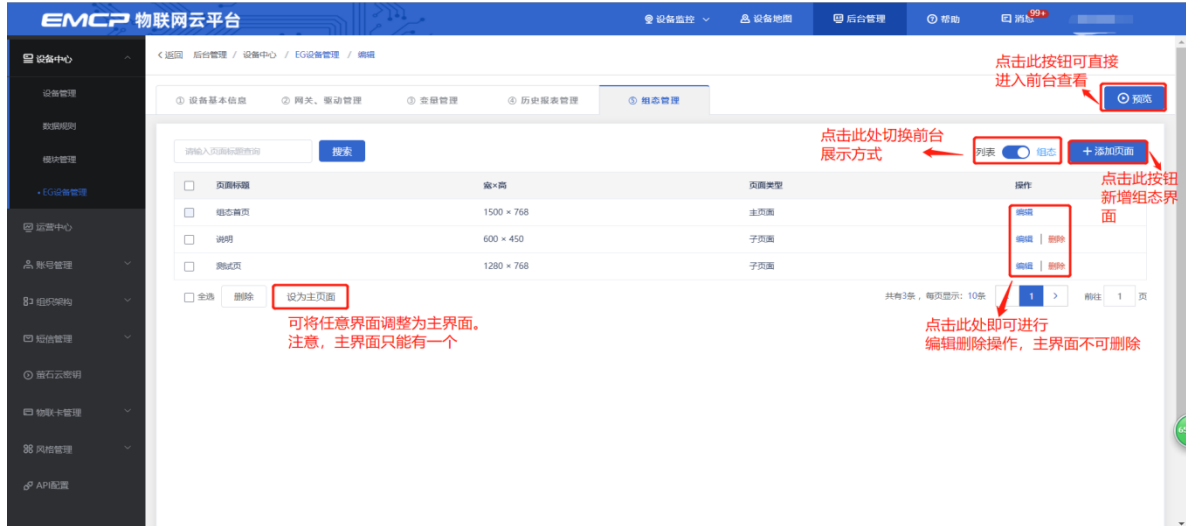 EMCP 物联网云平台
设备监控
设备地图
后台管理
帮助
消息
99+
设备中心
设备管理
数据规则
模块管理
EG设备管理
运营中心
账号管理
组织架构
短信管理
萤石云密钥
物联卡管理
风格管理
API配置
返回 后台管理 / 设备中心 / EG设备管理 / 编辑
① 设备基本信息 ② 网关、驱动管理 ③ 变量管理 ④ 历史报表管理 ⑤ 组态管理
点击此按钮可直接
进入前台查看
预览
请输入页面标题查询 搜索
点击此处切换前台
展示方式
列表 组态
+添加页面
点击此按钮
新增组态界
面
页面标题 宽×高 页面类型 操作
组态首页 1500 × 768 主页面 编辑
说明 600 × 450 子页面 编辑 | 删除
测试页 1280 × 768 子页面 编辑 | 删除
全选 删除 设为主页面
共有3条，每页显示：10条 1 > 前往 1 页
可将任意界面调整为主界面。
注意，主界面只能有一个
点击此处即可进行
编辑删除操作，主界面不可删除